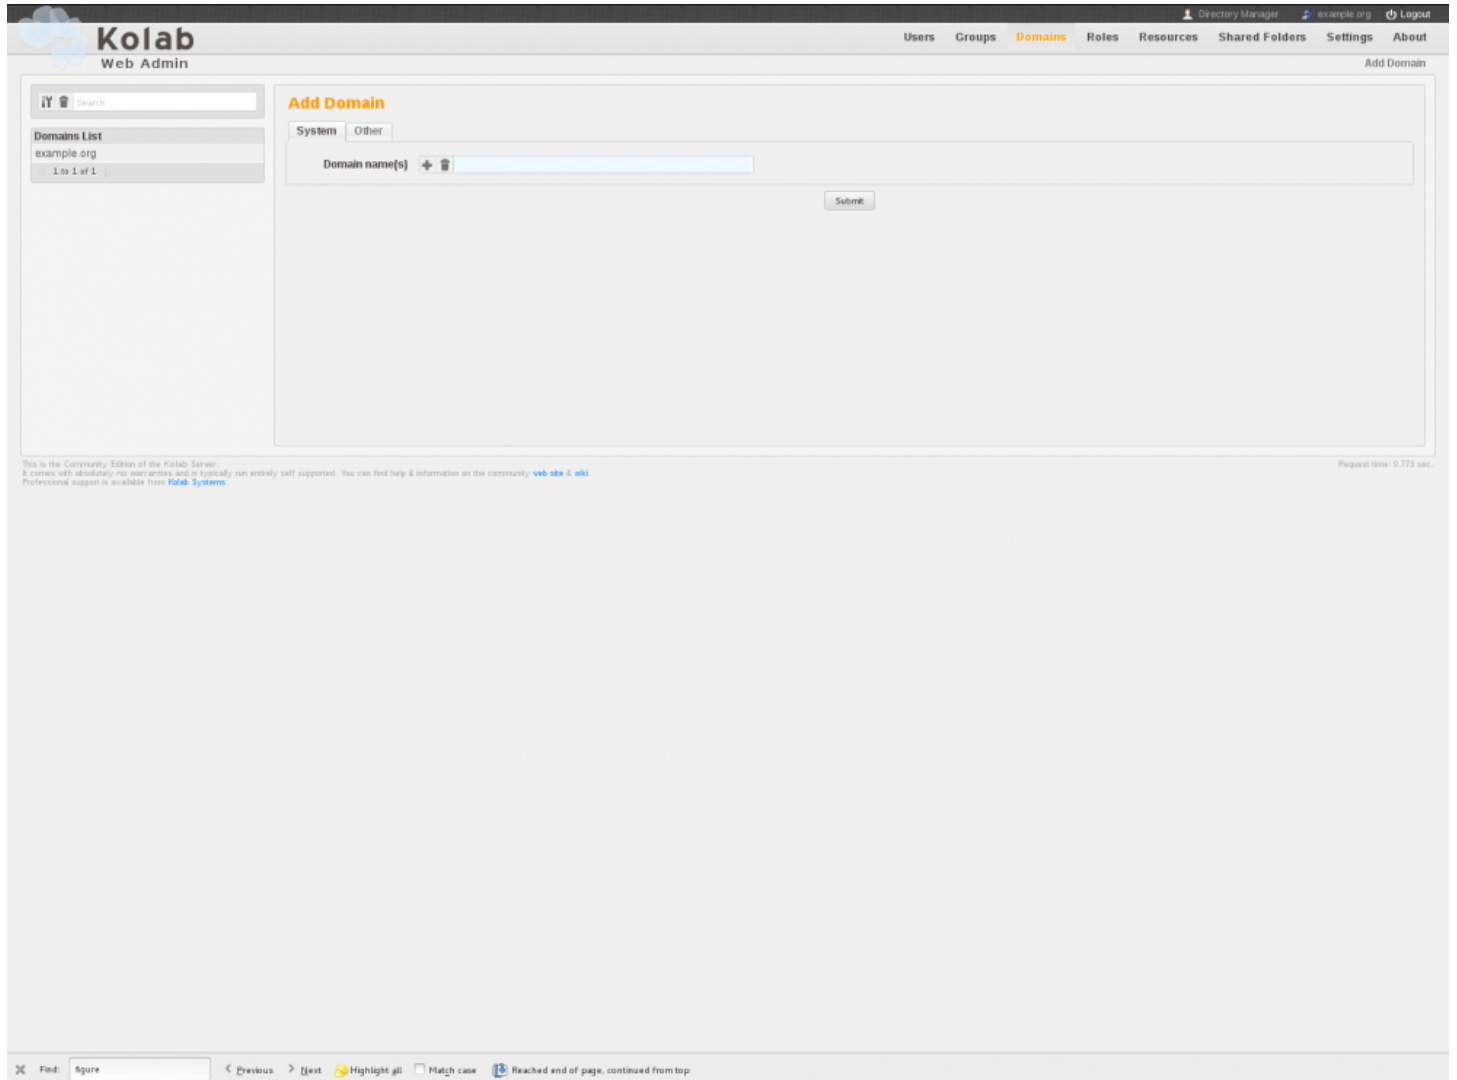 Directory Manager example.org Logout
Kolab
Web Admin
Users Groups Domains Roles Resources Shared Folders Settings About
Add Domain
Search
Domains List
example.org
1 to 1 of 1
Add Domain
System Other
Domain name(s)
Submit
This is the Community Edition of the Kolab Server.
It comes with absolutely no warranties and is typically run entirely self supported. You can find help & information on the community web site & wiki.
Professional support is available from Kolab Systems.
Request time: 0.773 sec.
Find: figure Previous Next Highlight all Match case Reached end of page, continued from top